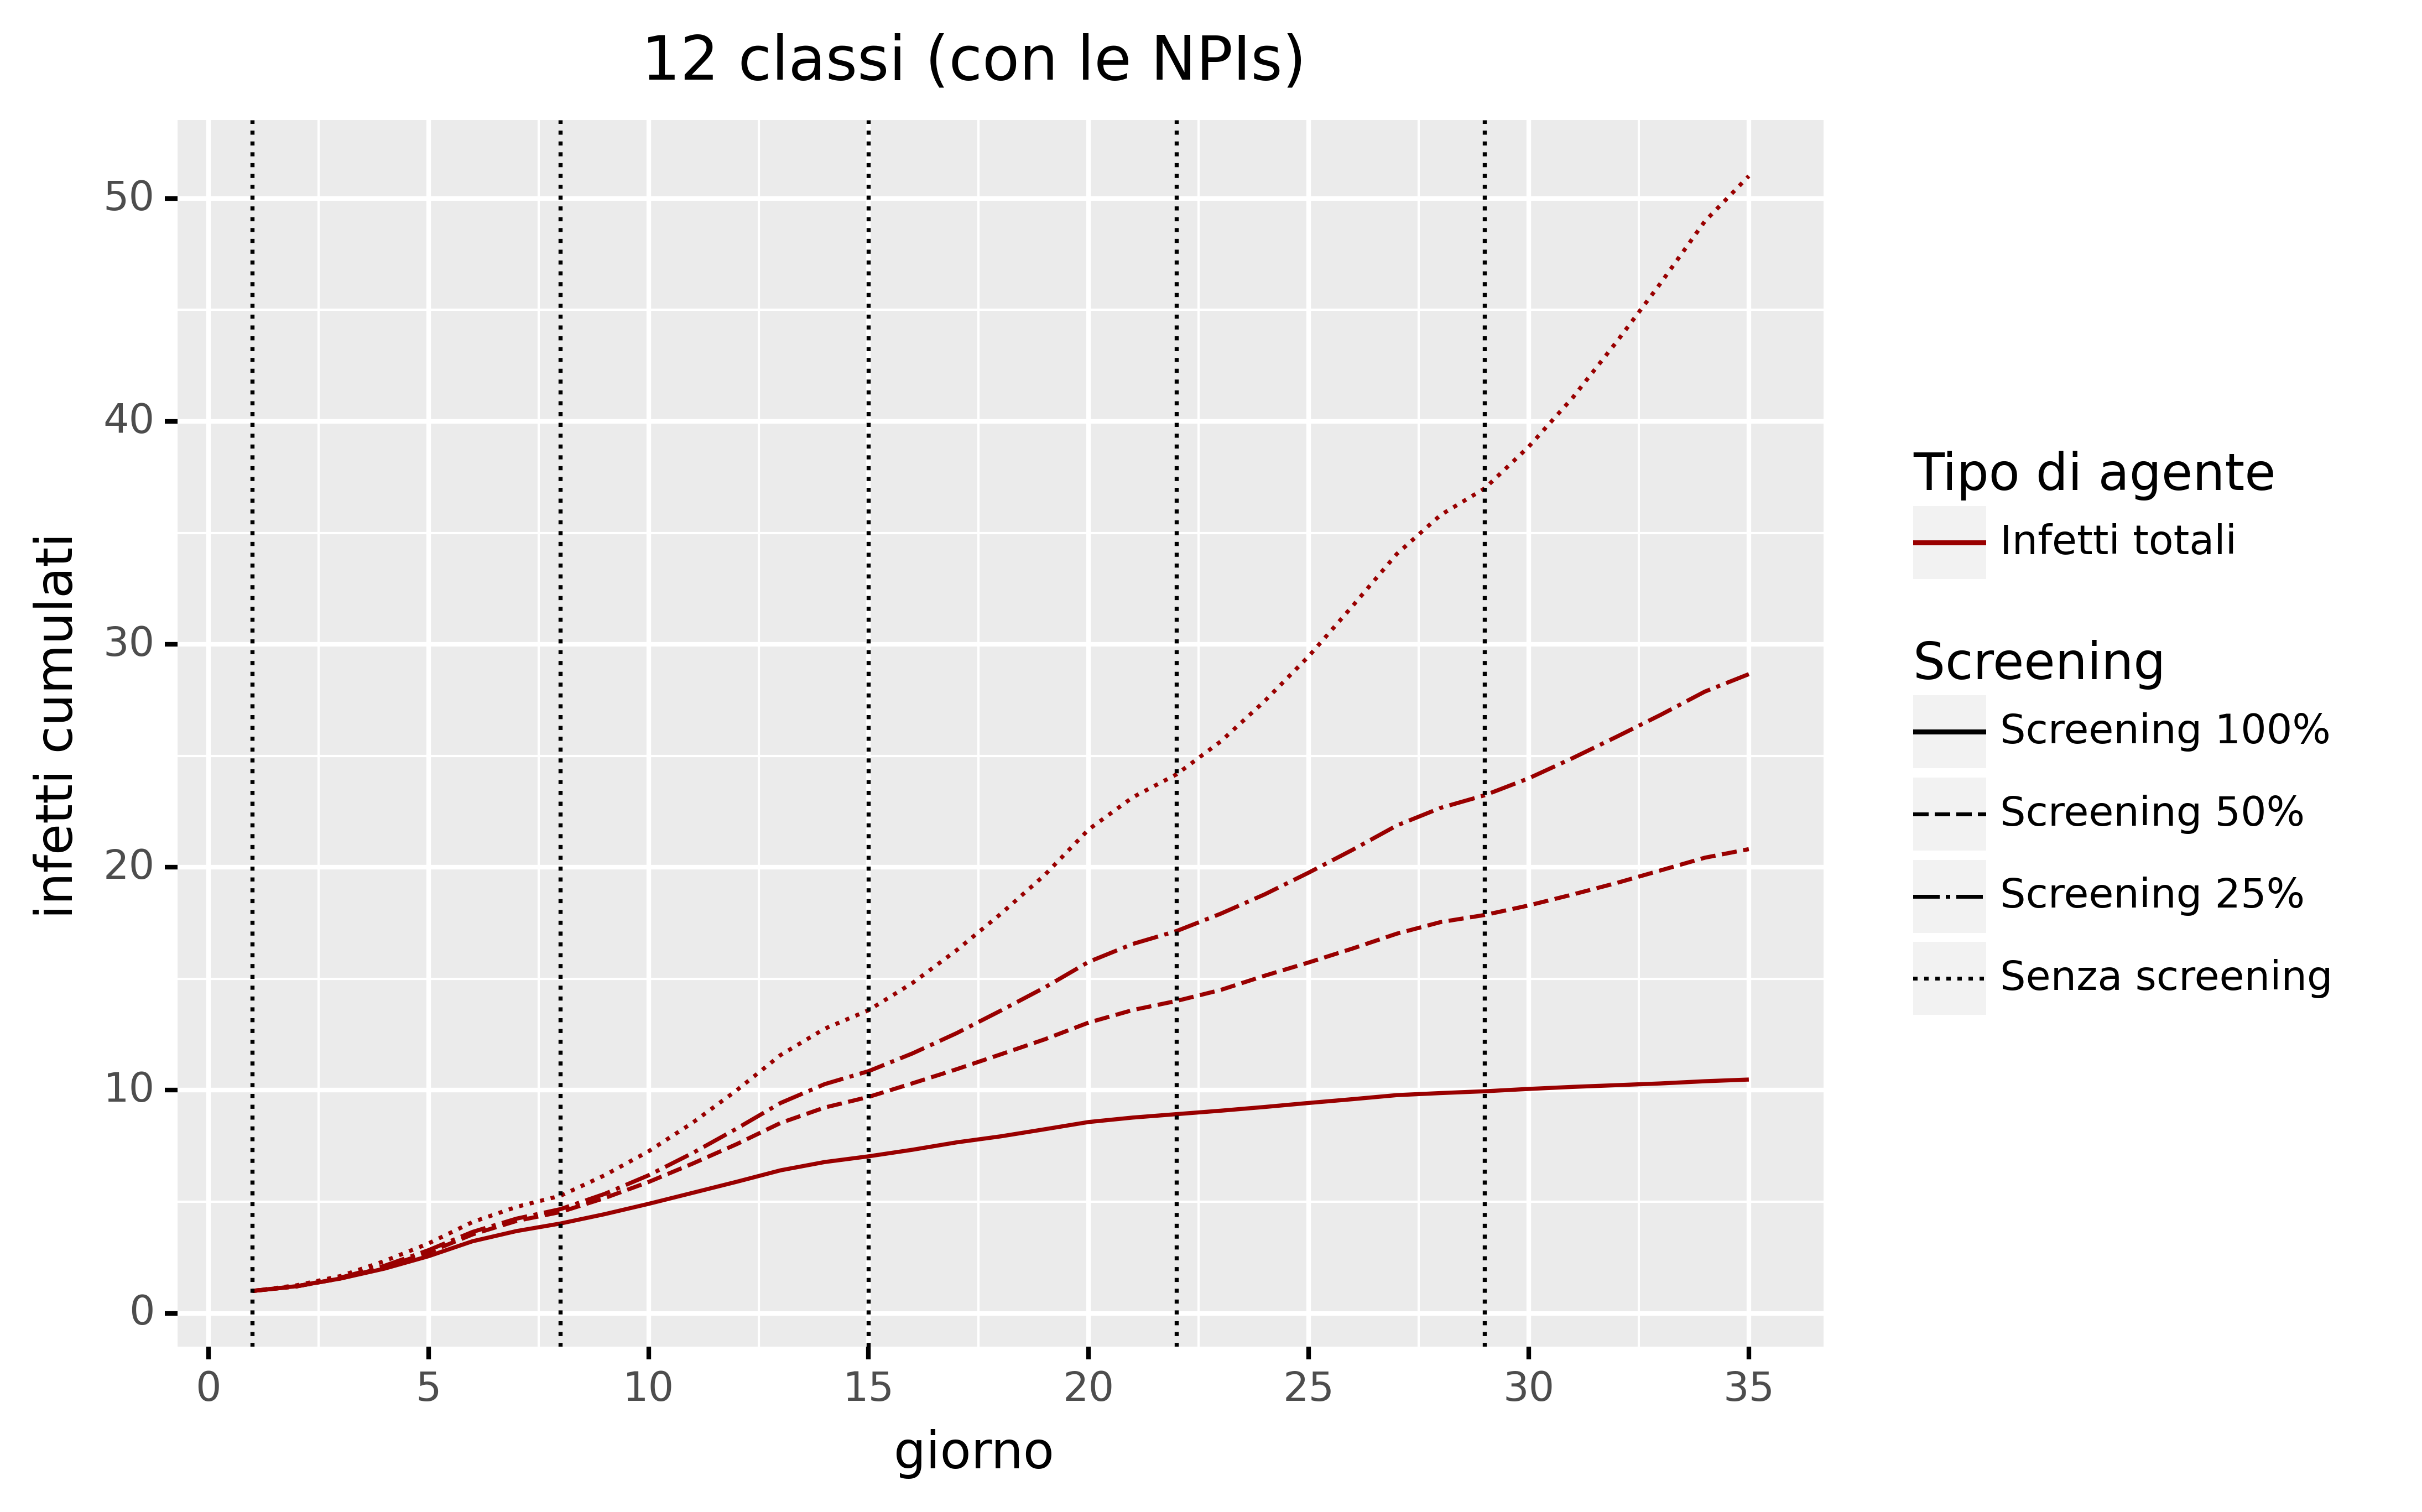 12 classi (con le NPIs)
infetti cumulati
50
40
30
20
10
0
0 5 10 15 20 25 30 35
giorno
Tipo di agente
Infetti totali
Screening
Screening 100%
Screening 50%
Screening 25%
Senza screening